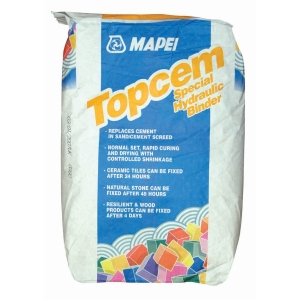 MAPEI
Topcem
Special
Hydraulic
Binder
- REPLACES CEMENT
IN SAND/CEMENT SCREED
- NORMAL SET, RAPID CURING
AND DRYING WITH
CONTROLLED SHRINKAGE
- CERAMIC TILES CAN BE
FIXED AFTER 24 HOURS
- NATURAL STONE CAN BE
FIXED AFTER 48 HOURS
- RESILIENT & WOOD
PRODUCTS CAN BE FIXED
AFTER 4 DAYS